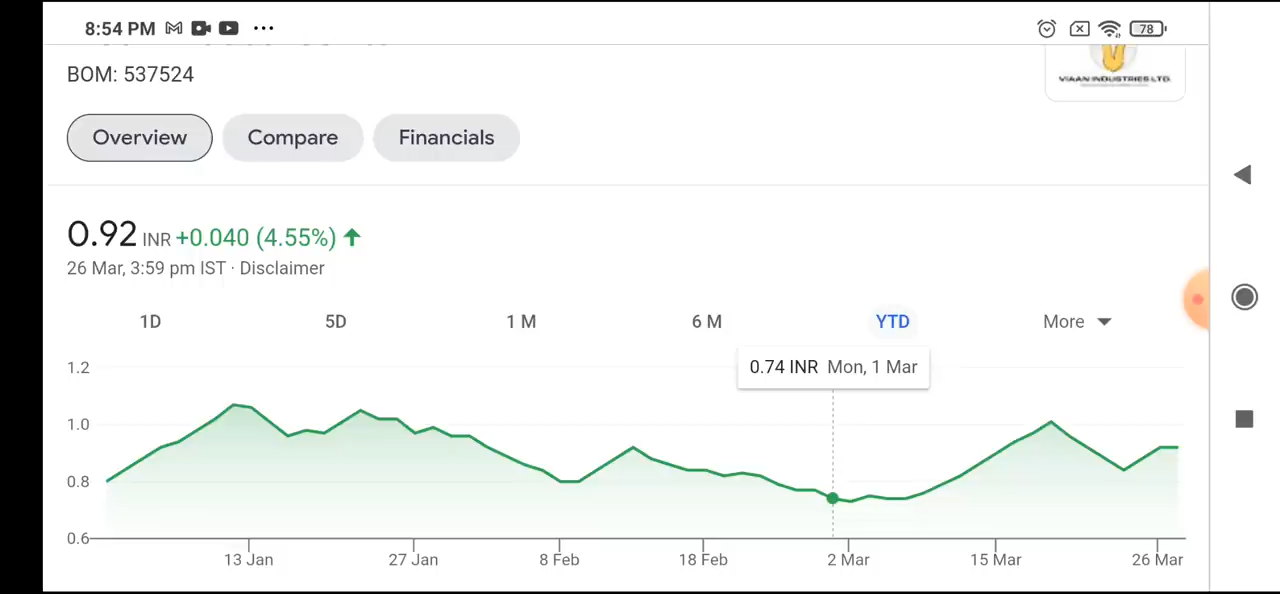 8:54 PM
78
BOM: 537524
VIAAN INDUSTRIES LTD.
Overview Compare Financials
0.92 INR +0.040 (4.55%)
26 Mar, 3:59 pm IST · Disclaimer
1D 5D 1 M 6 M YTD More
0.74 INR Mon, 1 Mar
1.2
1.0
0.8
0.6
13 Jan 27 Jan 8 Feb 18 Feb 2 Mar 15 Mar 26 Mar